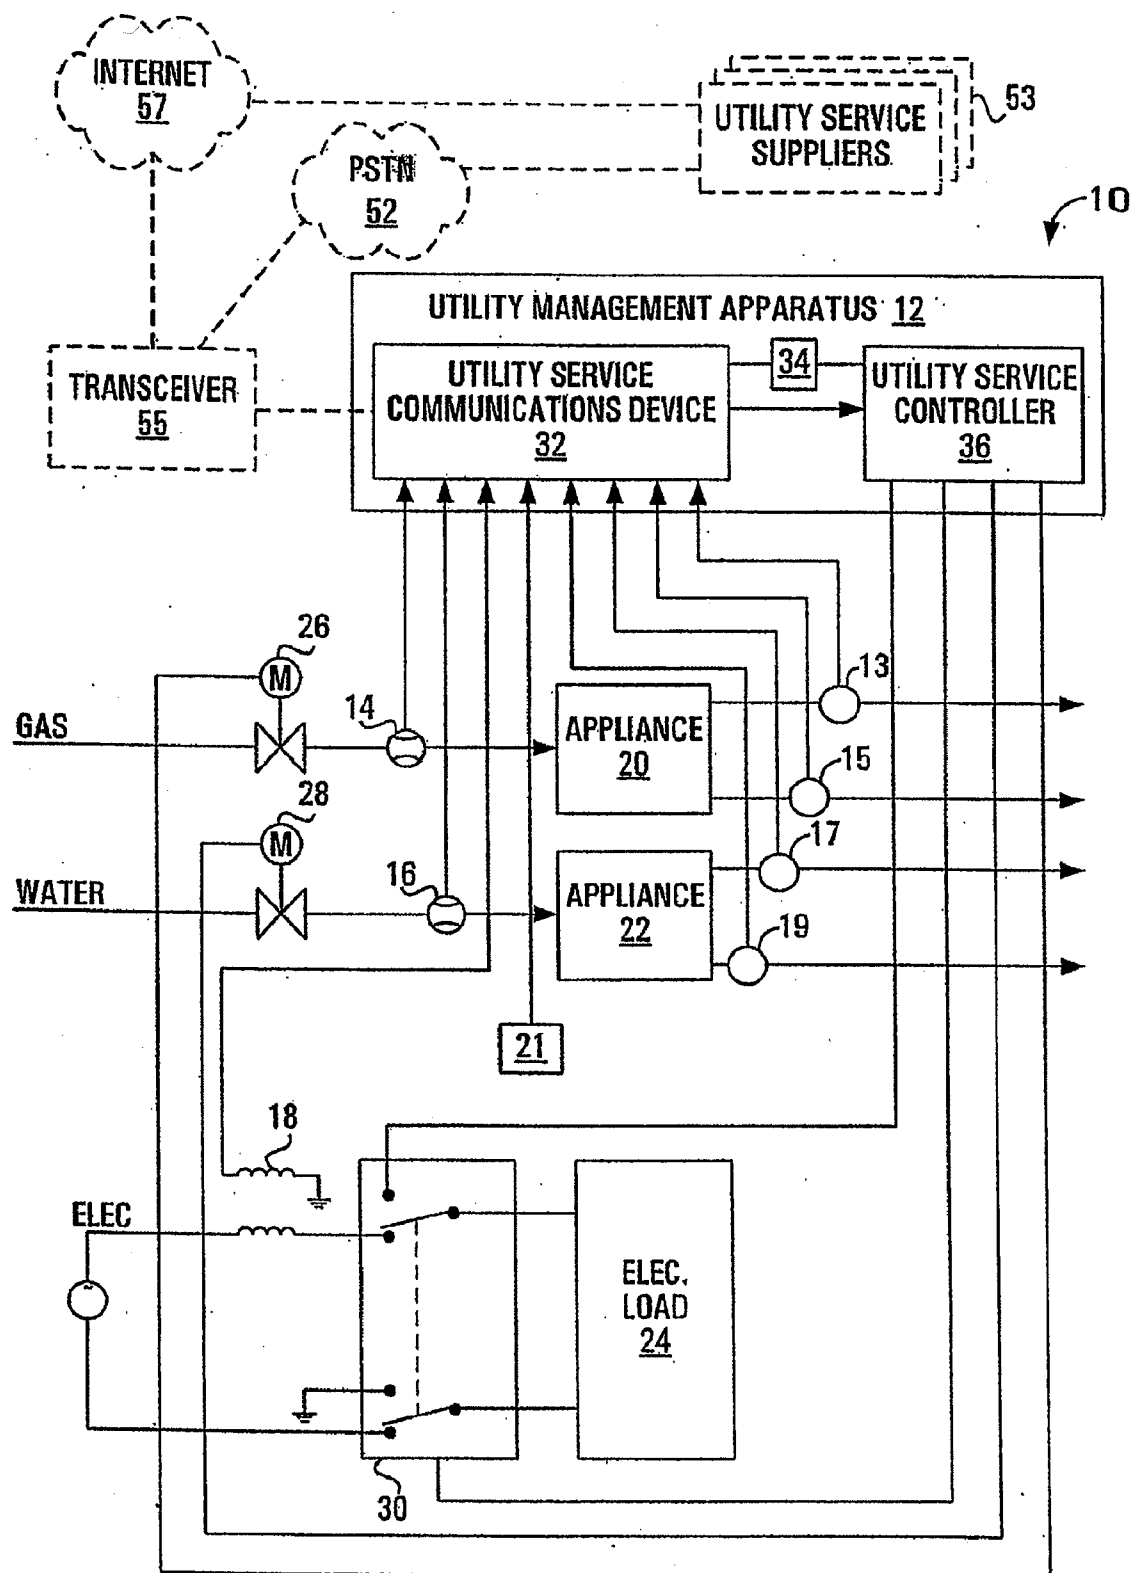 INTERNET
57
UTILITY SERVICE
SUPPLIERS
53
PSTN
52
10
UTILITY MANAGEMENT APPARATUS 12
TRANSCEIVER
55
UTILITY SERVICE
COMMUNICATIONS DEVICE
32
34
UTILITY SERVICE
CONTROLLER
36
26
M
GAS
14
APPLIANCE
20
13
15
28
M
WATER
16
APPLIANCE
22
17
19
21
18
ELEC
~
ELEC.
LOAD
24
30